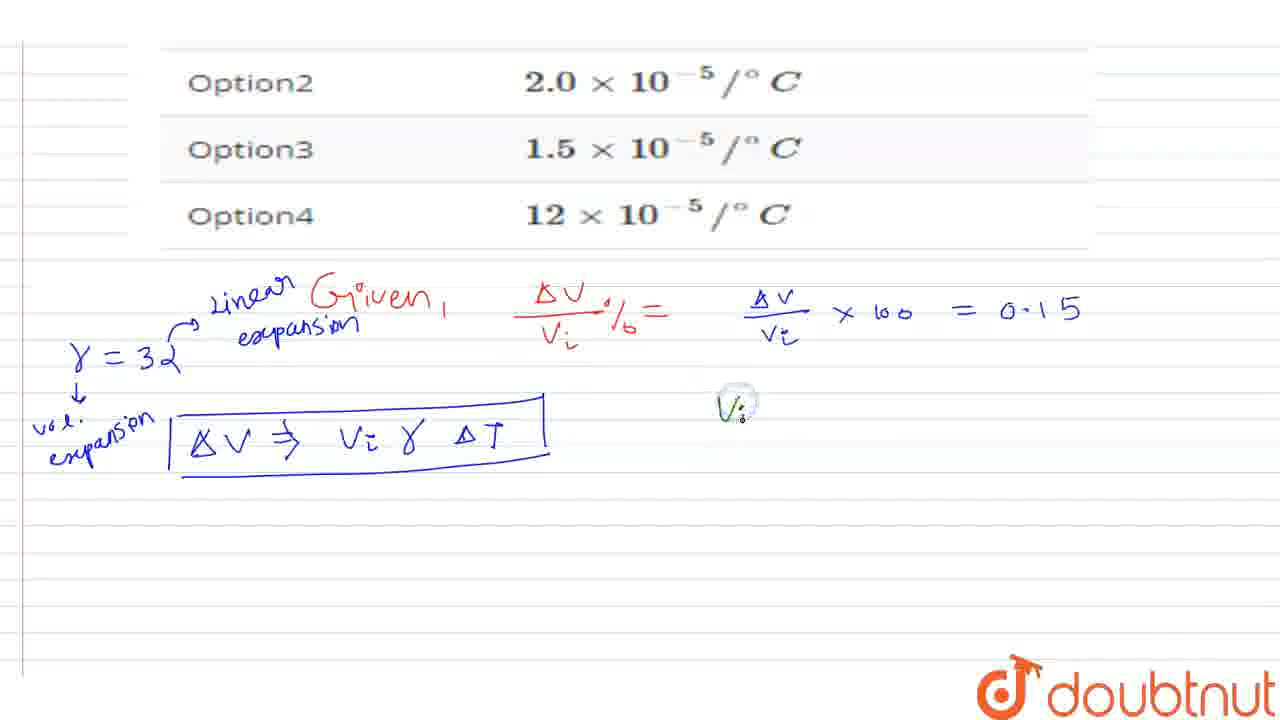 Option2 2.0 × 10⁻⁵ /° C
Option3 1.5 × 10⁻⁵ /° C
Option4 12 × 10⁻⁵ /° C
Linear expansion
Given, ΔV/Vi % = ΔV/Vi × 100 = 0.15
γ = 3α
vol. expansion
ΔV ⇒ Vi γ ΔT
Vi
doubtnut